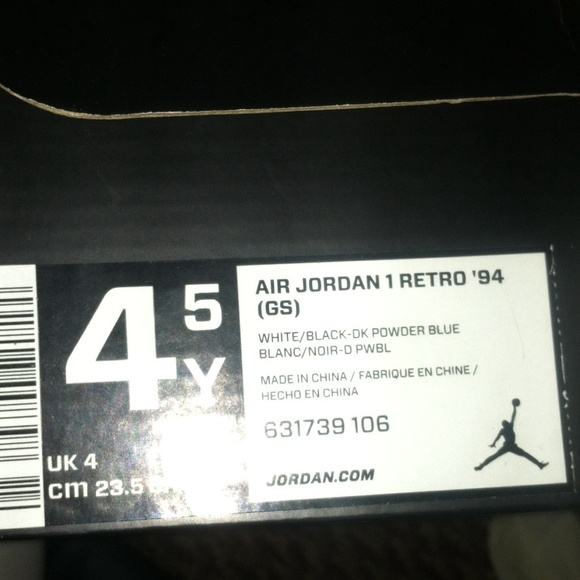 4 5
Y
UK 4
cm 23.5
AIR JORDAN 1 RETRO '94
(GS)
WHITE/BLACK-DK POWDER BLUE
BLANC/NOIR-D PWBL
MADE IN CHINA / FABRIQUE EN CHINE /
HECHO EN CHINA
631739 106
JORDAN.COM